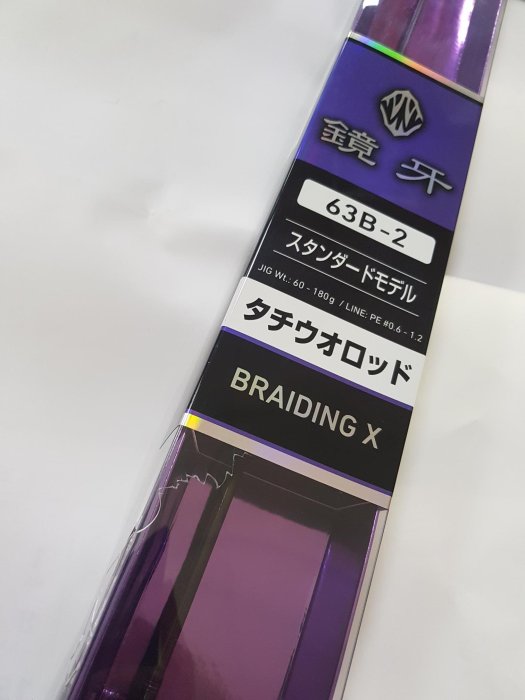 鏡牙
63B-2
スタンダードモデル
JIG Wt.: 60 - 180g / LINE: PE #0.6 - 1.2
タチウオロッド
BRAIDING X